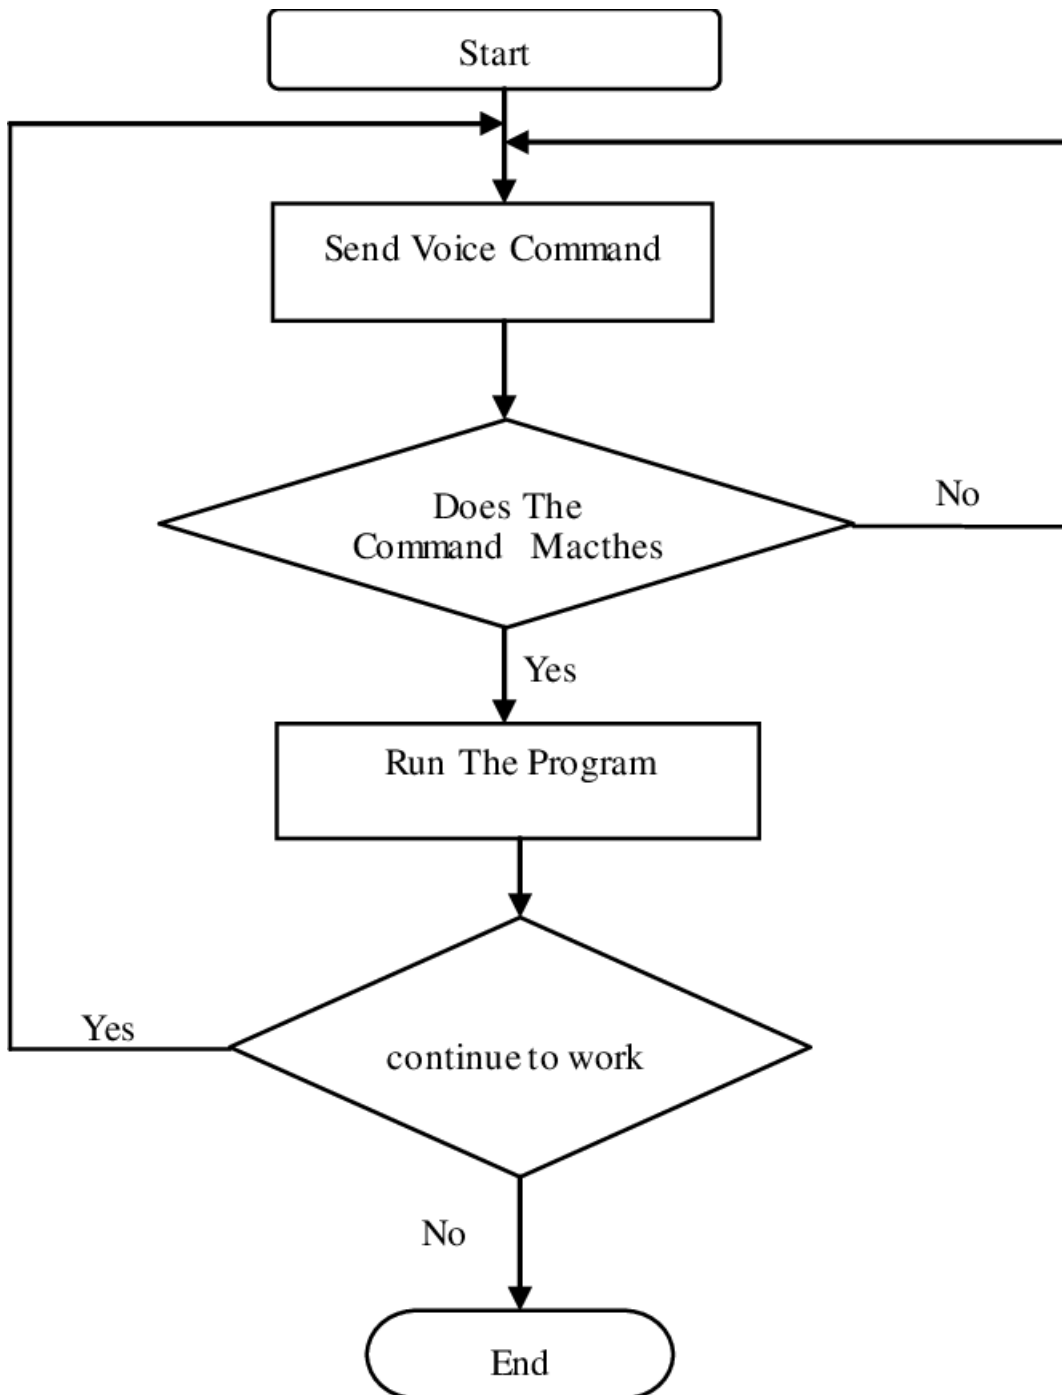 Start
Send Voice Command
Does The
Command Macthes
No
Yes
Run The Program
Yes
continue to work
No
End